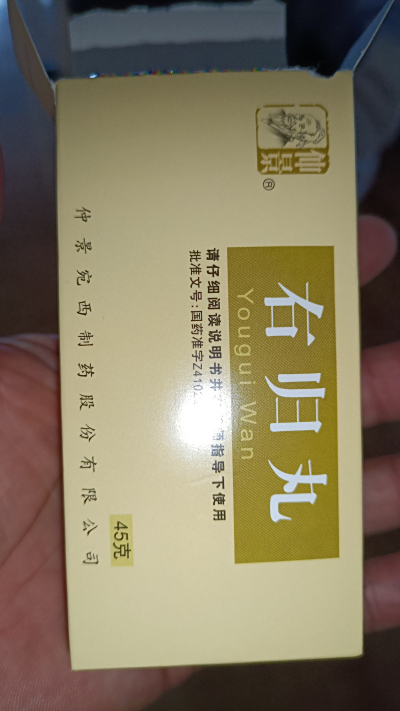 仲景
®
右归丸
Yougui Wan
请仔细阅读说明书并 指导下使用
批准文号:国药准字Z4102
45克
仲景宛西制药股份有限公司